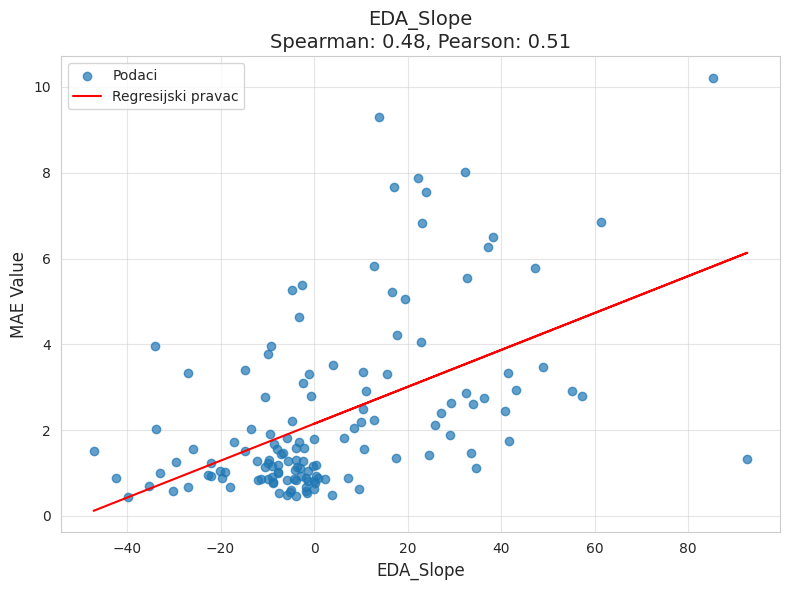 EDA_Slope
Spearman: 0.48, Pearson: 0.51
Podaci
Regresijski pravac
MAE Value
10
8
6
4
2
0
−40
−20
0
20
40
60
80
EDA_Slope